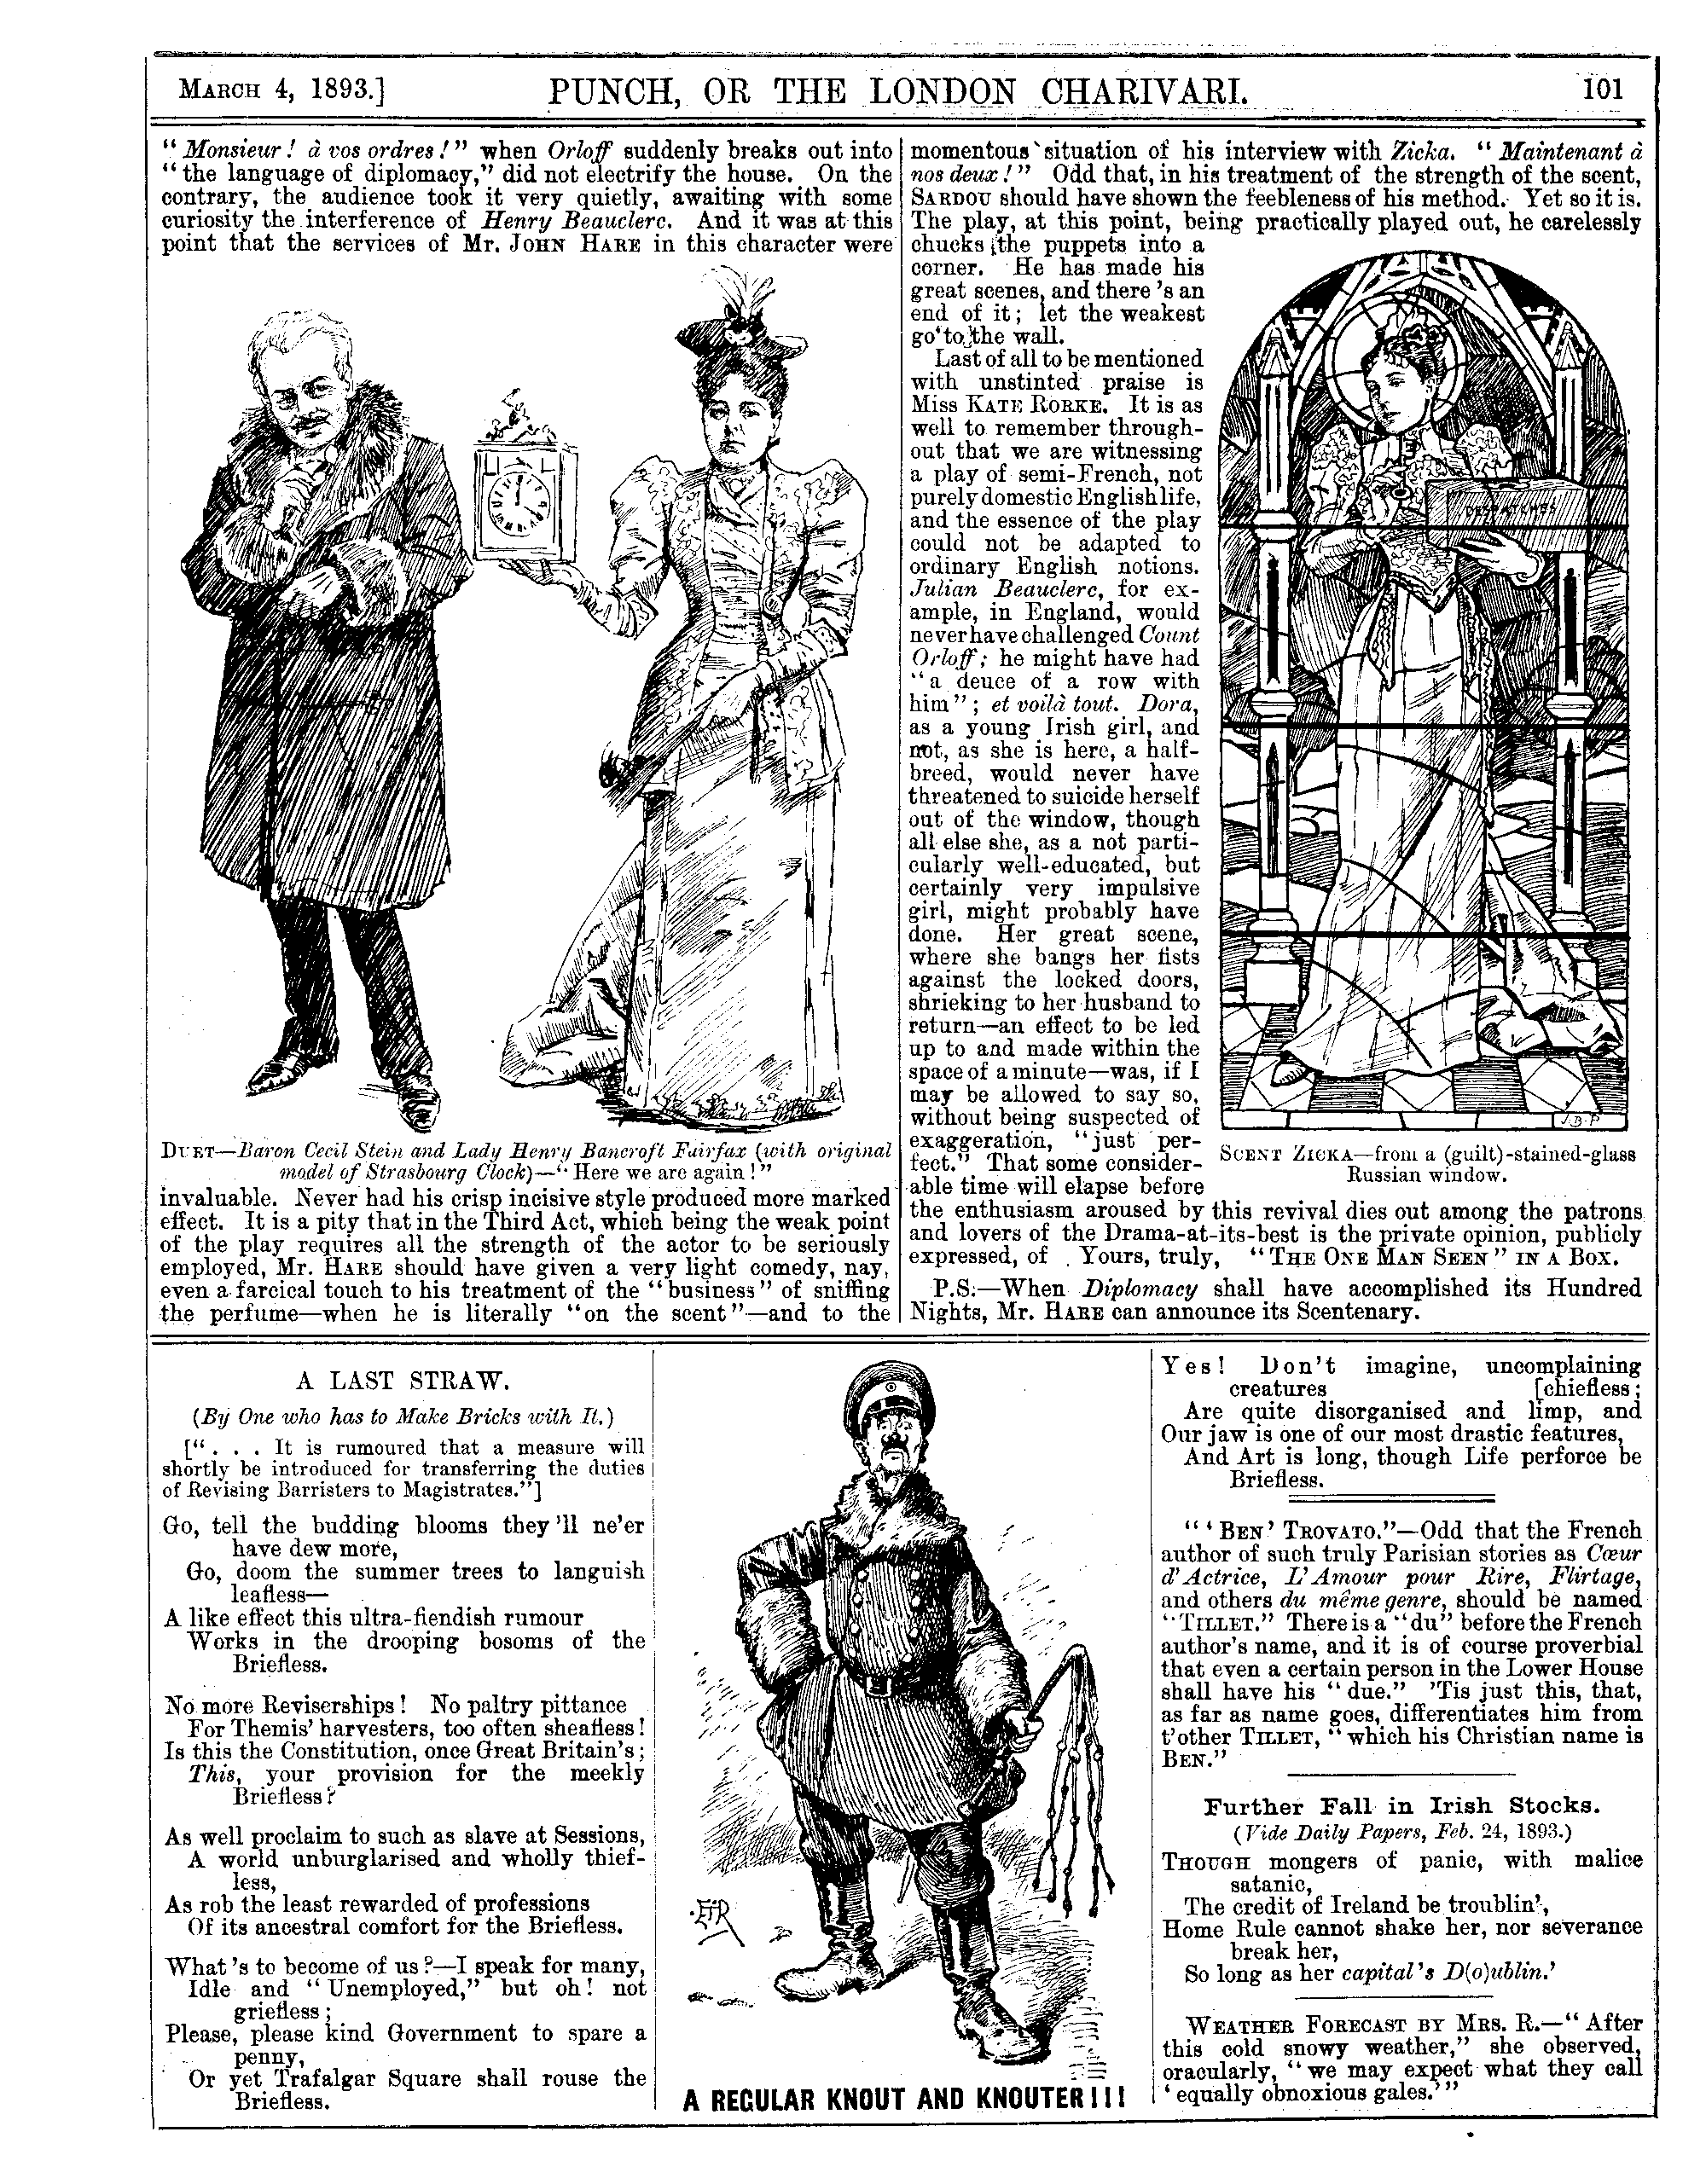 MARCH 4, 1893.]
PUNCH, OR THE LONDON CHARIVARI.
101
"Monsieur! à vos ordres!" when Orloff suddenly breaks out into
"the language of diplomacy," did not electrify the house. On the
contrary, the audience took it very quietly, awaiting with some
curiosity the interference of Henry Beauclerc. And it was at this
point that the services of Mr. JOHN HARE in this character were
DUET—Baron Cecil Stein and Lady Henry Bancroft Fairfax (with original
model of Strasbourg Clock)—"Here we are again!"
invaluable. Never had his crisp incisive style produced more marked
effect. It is a pity that in the Third Act, which being the weak point
of the play requires all the strength of the actor to be seriously
employed, Mr. HARE should have given a very light comedy, nay,
even a farcical touch to his treatment of the "business" of sniffing
the perfume—when he is literally "on the scent"—and to the
momentous situation of his interview with Zicka. "Maintenant à
nos deux!" Odd that, in his treatment of the strength of the scent,
SARDOU should have shown the feebleness of his method. Yet so it is.
The play, at this point, being practically played out, he carelessly
chucks the puppets into a
corner. He has made his
great scenes, and there's an
end of it; let the weakest
go to the wall.
Last of all to be mentioned
with unstinted praise is
Miss KATE RORKE. It is as
well to remember through-
out that we are witnessing
a play of semi-French, not
purely domestic English life,
and the essence of the play
could not be adapted to
ordinary English notions.
Julian Beauclerc, for ex-
ample, in England, would
never have challenged Count
Orloff; he might have had
"a deuce of a row with
him"; et voilà tout. Dora,
as a young Irish girl, and
not, as she is here, a half-
breed, would never have
threatened to suicide herself
out of the window, though
all else she, as a not parti-
cularly well-educated, but
certainly very impulsive
girl, might probably have
done. Her great scene,
where she bangs her fists
against the locked doors,
shrieking to her husband to
return—an effect to be led
up to and made within the
space of a minute—was, if I
may be allowed to say so,
without being suspected of
exaggeration, "just per-
fect." That some consider-
able time will elapse before
the enthusiasm aroused by this revival dies out among the patrons
and lovers of the Drama-at-its-best is the private opinion, publicly
expressed, of Yours, truly, "THE ONE MAN SEEN" IN A BOX.
P.S.—When Diplomacy shall have accomplished its Hundred
Nights, Mr. HARE can announce its Scentenary.
DESPATCHES
J.B.P
SCENT ZICKA—from a (guilt)-stained-glass
Russian window.
A LAST STRAW.
(By One who has to Make Bricks with It.)
[". . . It is rumoured that a measure will
shortly be introduced for transferring the duties
of Revising Barristers to Magistrates."]
Go, tell the budding blooms they'll ne'er
have dew more,
Go, doom the summer trees to languish
leafless—
A like effect this ultra-fiendish rumour
Works in the drooping bosoms of the
Briefless.
No more Reviserships! No paltry pittance
For Themis' harvesters, too often sheafless!
Is this the Constitution, once Great Britain's;
This, your provision for the meekly
Briefless?
As well proclaim to such as slave at Sessions,
A world unburglarised and wholly thief-
less,
As rob the least rewarded of professions
Of its ancestral comfort for the Briefless.
What's to become of us?—I speak for many,
Idle and "Unemployed," but oh! not
griefless;
Please, please kind Government to spare a
penny,
Or yet Trafalgar Square shall rouse the
Briefless.
EJR
A REGULAR KNOUT AND KNOUTER!!!
Yes! Don't imagine, uncomplaining
creatures [chiefless;
Are quite disorganised and limp, and
Our jaw is one of our most drastic features,
And Art is long, though Life perforce be
Briefless.
"'BEN' TROVATO."—Odd that the French
author of such truly Parisian stories as Cœur
d'Actrice, L'Amour pour Rire, Flirtage,
and others du même genre, should be named
"TILLET." There is a "du" before the French
author's name, and it is of course proverbial
that even a certain person in the Lower House
shall have his "due." 'Tis just this, that,
as far as name goes, differentiates him from
t'other TILLET, "which his Christian name is
BEN."
Further Fall in Irish Stocks.
(Vide Daily Papers, Feb. 24, 1893.)
THOUGH mongers of panic, with malice
satanic,
The credit of Ireland be troublin',
Home Rule cannot shake her, nor severance
break her,
So long as her capital's D(o)ublin.'
WEATHER FORECAST BY MRS. R.—"After
this cold snowy weather," she observed,
oracularly, "we may expect what they call
'equally obnoxious gales.'"